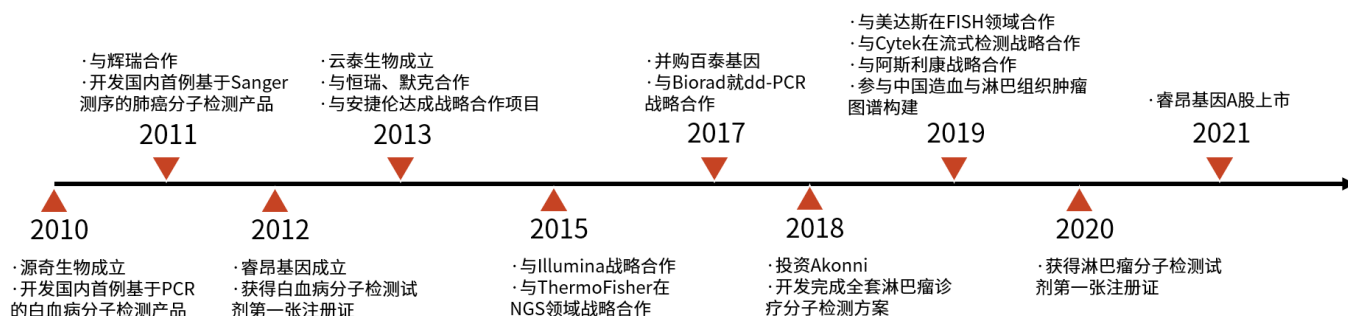 ·与辉瑞合作
·开发国内首例基于Sanger
测序的肺癌分子检测产品
2011
·云泰生物成立
·与恒瑞、默克合作
·与安捷伦达成战略合作项目
2013
·并购百泰基因
·与Biorad就dd-PCR
战略合作
2017
·与美达斯在FISH领域合作
·与Cytek在流式检测战略合作
·与阿斯利康战略合作
·参与中国造血与淋巴组织肿瘤
图谱构建
2019
·睿昂基因A股上市
2021
2010
·源奇生物成立
·开发国内首例基于PCR
的白血病分子检测产品
2012
·睿昂基因成立
·获得白血病分子检测试
剂第一张注册证
2015
·与Illumina战略合作
·与ThermoFisher在
NGS领域战略合作
2018
·投资Akonni
·开发完成全套淋巴瘤诊
疗分子检测方案
2020
·获得淋巴瘤分子检测试
剂第一张注册证